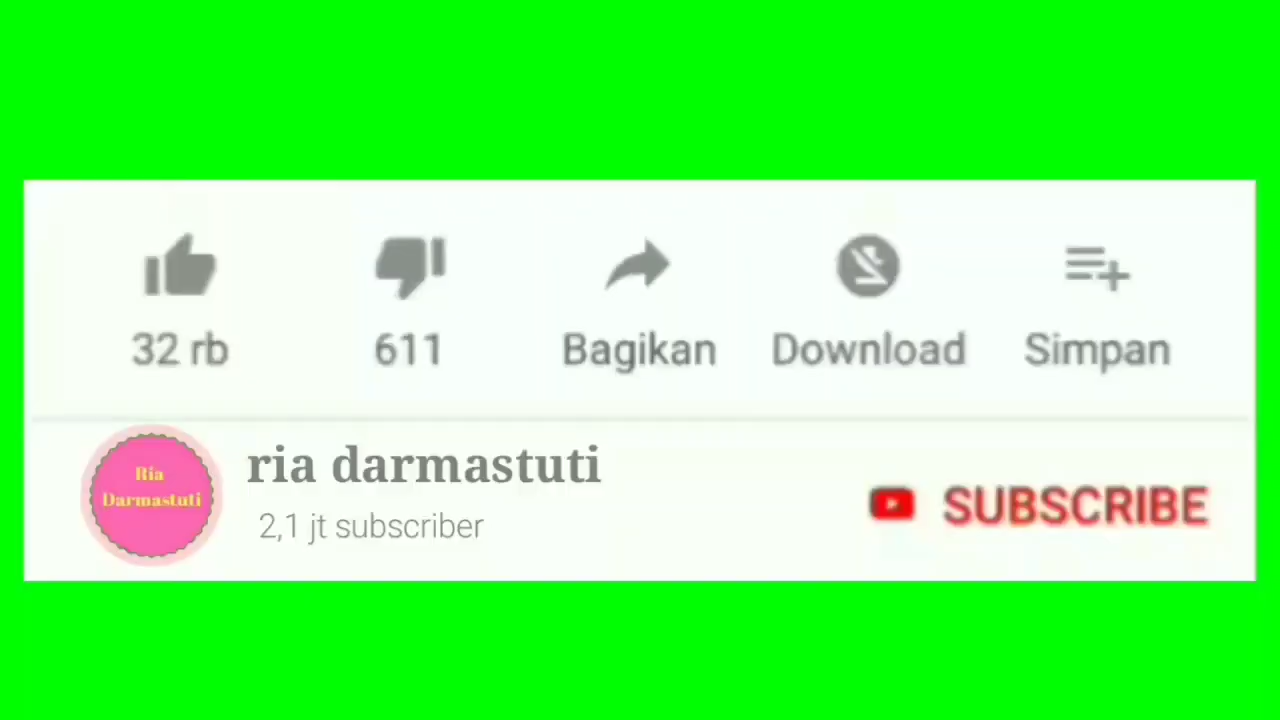 32 rb 611 Bagikan Download Simpan
Ria
Darmastuti
ria darmastuti
2,1 jt subscriber
SUBSCRIBE